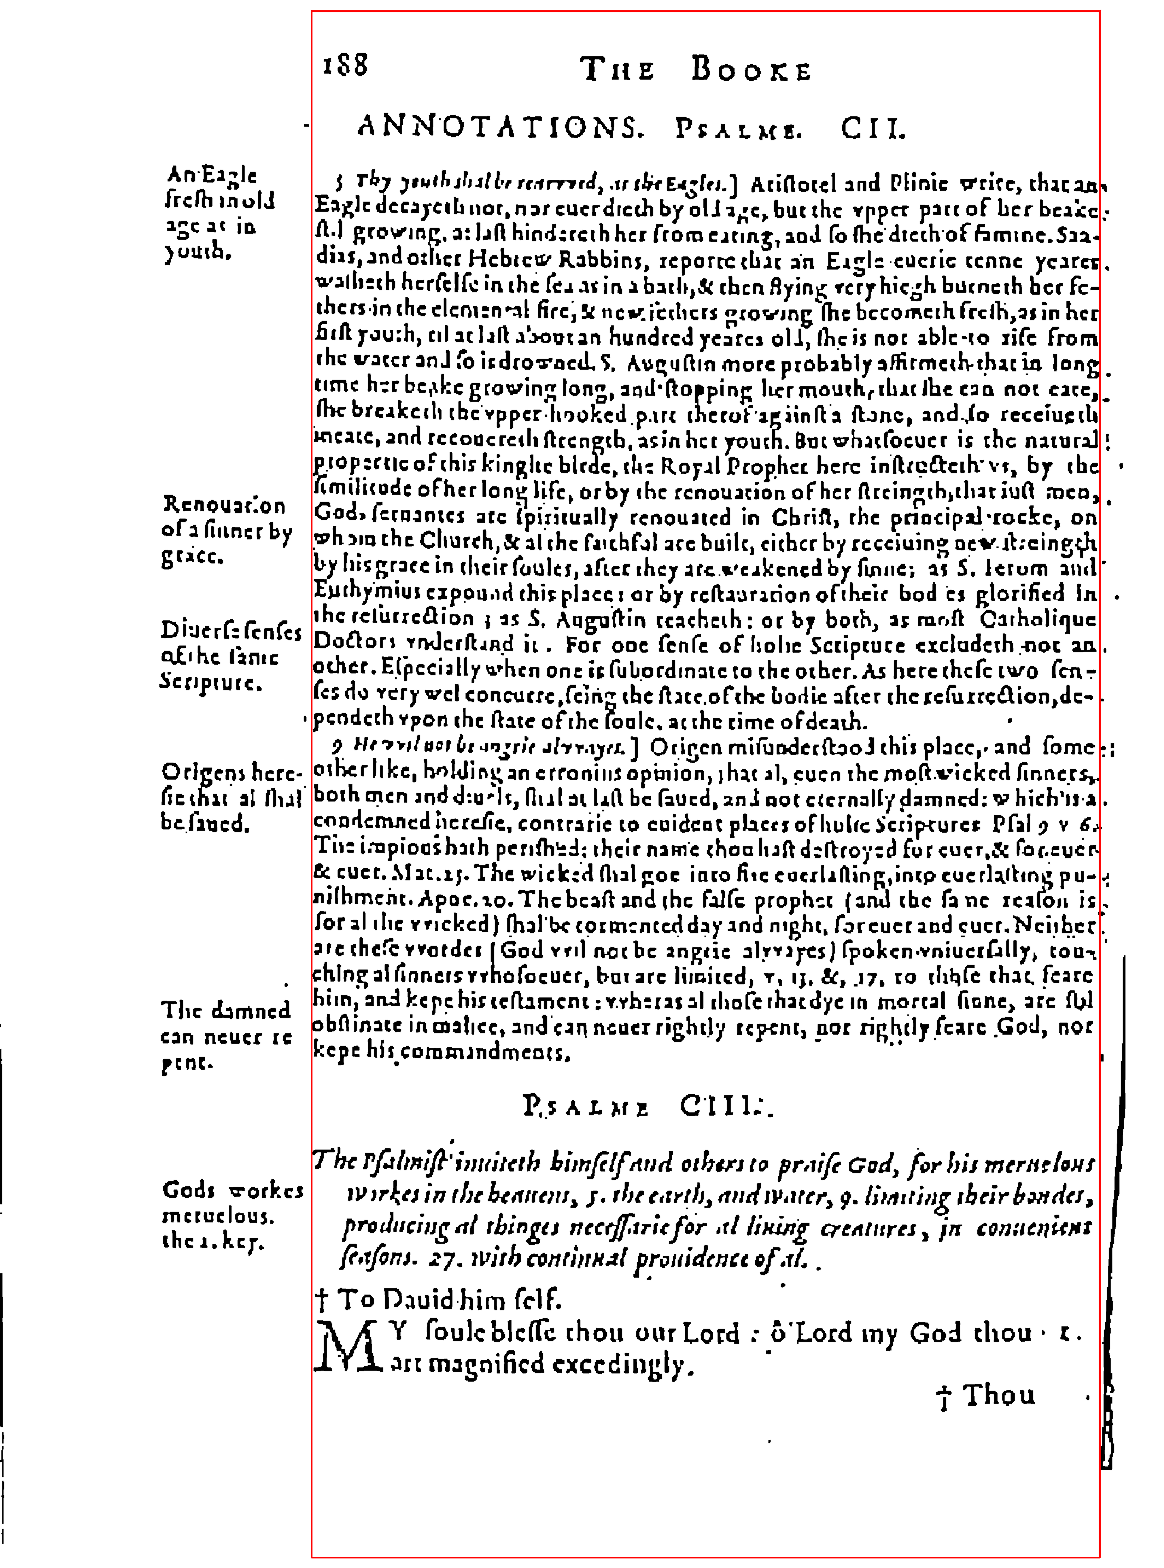 188 THE BOOKE
ANNOTATIONS. PSALME. CII.
An Eagle
fresh in old
age as in
youth.
5 Thy youth shal be renewed, as the Eagles.] Aristotel and Plinie write, that an
Eagle decayeth not, nor euer dieth by old age, but the vpper part of her beake
stil growing, at last hindereth her from eating, and so she dieth of famine. Saa-
dias, and other Hebrew Rabbins, reporte that an Eagle euerie tenne yeares
washeth herselfe in the sea as in a bath, & then flying very hiegh burneth her fe-
thers in the elemental fire, & new fethers growing she becometh fresh, as in her
first youth, til at last about an hundred yeares old, she is not able to rise from
the water and so is drowned. S. Augustin more probably affirmeth that in long
time her beake growing long, and stopping her mouth, that she can not eate,
she breaketh the vpper hooked part therof against a stone, and so receiueth
meate, and recouereth strength, as in her youth. But whatsoeuer is the natural
propertie of this kinglie birde, the Royal Prophet here instructeth vs, by the
similitude of her long life, or by the renouation of her streingth, that iust men,
Renouation
of a sinner by
grace.
Gods seruantes are spiritually renouated in Christ, the principal rocke, on
whom the Church, & al the faithful are built, either by receiuing new streingth
by his grace in their soules, after they are weakened by sinne; as S. Ierom and
Euthymius expound this place: or by restauration of their bodies glorified in
the resurrection; as S. Augustin teacheth: or by both, as most Catholique
Diuerse senses
of the same
Scripture.
Doctors vnderstand it. For one sense of holie Scripture excludeth not an
other. Especially when one is subordinate to the other. As here these two sen-
ses do very wel concurre, seing the state of the bodie after the resurrection, de-
pendeth vpon the state of the soule, at the time of death.
9 He wil not be angrie alwayes.] Origen misunderstood this place, and some
Origens here-
sie that al shal
be saued.
other like, holding an erronius opinion, that al, euen the most wicked sinners,
both men and diuels, shal at last be saued, and not eternally damned: which is a
condemned heresie, contrarie to euident places of holie Scriptures Psal 9 v 6.
The impious hath perished: their name thou hast destroyed for euer, & for euer
& euer. Mat. 25. The wicked shal goe into fire euerlasting, into euerlasting pu-
nishment. Apoc. 20. The beast and the false prophet (and the same reason is
for al the wicked) shal be tormented day and night, for euer and euer. Neither
are these wordes (God wil not be angrie alwayes) spoken vniuersally, tou-
ching al sinners whosoeuer, but are limited, v. 13. &. 17. to those that feare
The damned
can neuer re
pent.
him, and kepe his testament: wheras al those that dye in mortal sinne, are stil
obstinate in malice, and can neuer rightly repent, nor rightly feare God, nor
kepe his commandments.
PSALME CIII.
Gods workes
meruelous.
the 2. key.
The Psalmist inuiteth himself and others to praise God, for his meruelous
workes in the heauens, 5. the earth, and water, 9. limiting their bondes,
producing al thinges necessarie for al liuing creatures, in conuenient
seasons. 27. with continual prouidence of al.
† To Dauid him self.
MY soule blesse thou our Lord: ô Lord my God thou 1.
art magnified excedingly.
† Thou